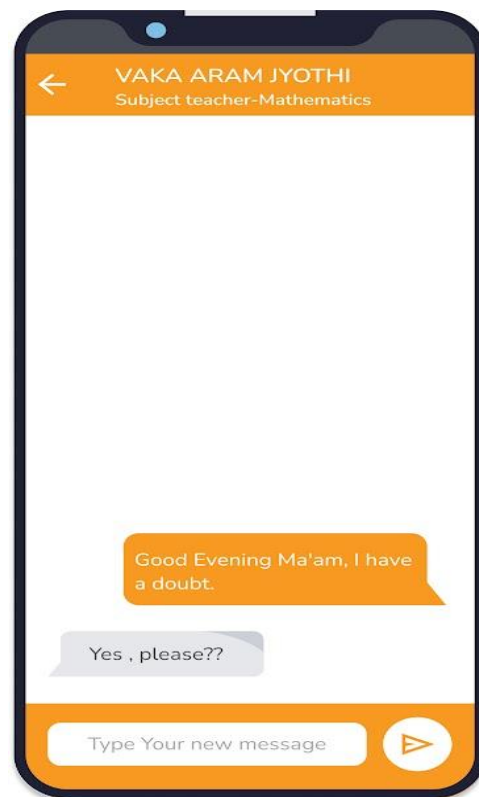 VAKA ARAM JYOTHI
Subject teacher-Mathematics
Good Evening Ma'am, I have
a doubt.
Yes , please??
Type Your new message